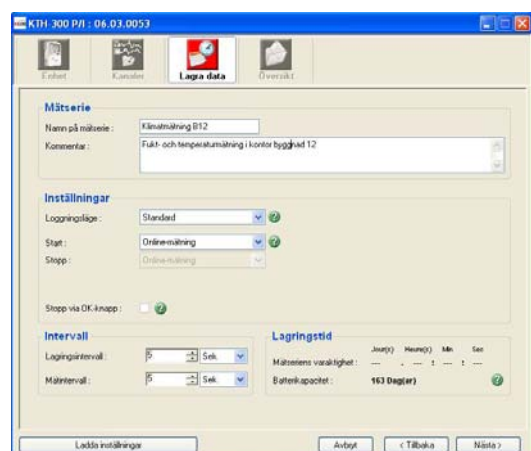 KTH-300 P/I : 06.03.0053
Enhet
Kanaler
Lagra data
Översikt
Mätserie
Namn på mätserie :
Klimatmätning B12
Kommentar :
Fukt- och temperaturmätning i kontor byggnad 12
Inställningar
Loggningsläge :
Standard
Start :
Online-mätning
Stopp :
Online-mätning
Stopp via OK-knapp :
Intervall
Lagringsintervall :
5
Sek.
Mätintervall :
5
Sek.
Lagringstid
Jour(s) Heure(s) Min Sec
Mätseriens varaktighet :
--- . --- : --- : ---
Batterikapacitet :
163 Dag(ar)
Ladda inställningar
Avbryt
< Tillbaka
Nästa >